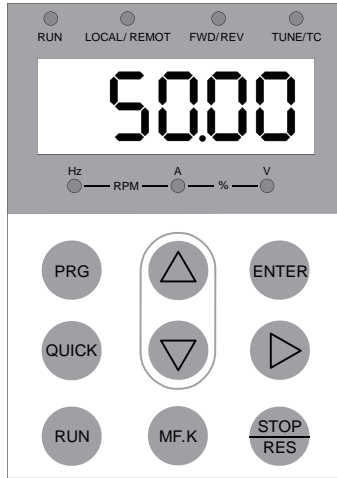 RUN LOCAL/REMOT FWD/REV TUNE/TC
50.00
Hz A V
RPM %
PRG ENTER
QUICK
RUN MF.K STOP
RES